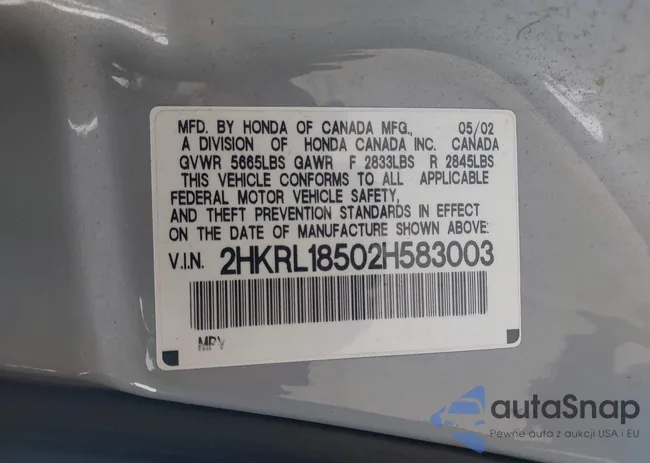 MFD. BY HONDA OF CANADA MFG., 05/02
A DIVISION OF HONDA CANADA INC. CANADA
GVWR 5665LBS GAWR F 2833LBS R 2845LBS
THIS VEHICLE CONFORMS TO ALL APPLICABLE
FEDERAL MOTOR VEHICLE SAFETY,
AND THEFT PREVENTION STANDARDS IN EFFECT
ON THE DATE OF MANUFACTURE SHOWN ABOVE.
V.I.N. 2HKRL18502H583003
MPV
autaSnap
Pewne auta z aukcji USA i EU